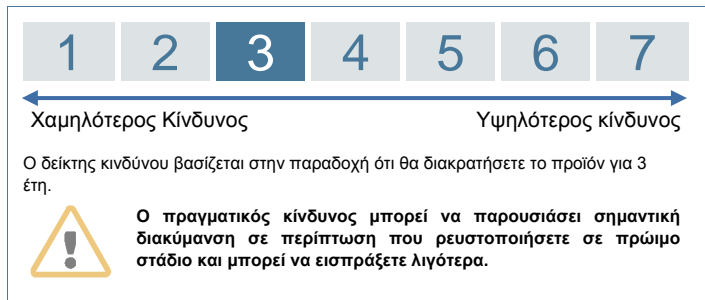 1 2 3 4 5 6 7
Χαμηλότερος Κίνδυνος Υψηλότερος κίνδυνος
Ο δείκτης κινδύνου βασίζεται στην παραδοχή ότι θα διακρατήσετε το προϊόν για 3
έτη.
Ο πραγματικός κίνδυνος μπορεί να παρουσιάσει σημαντική
διακύμανση σε περίπτωση που ρευστοποιήσετε σε πρώιμο
στάδιο και μπορεί να εισπράξετε λιγότερα.